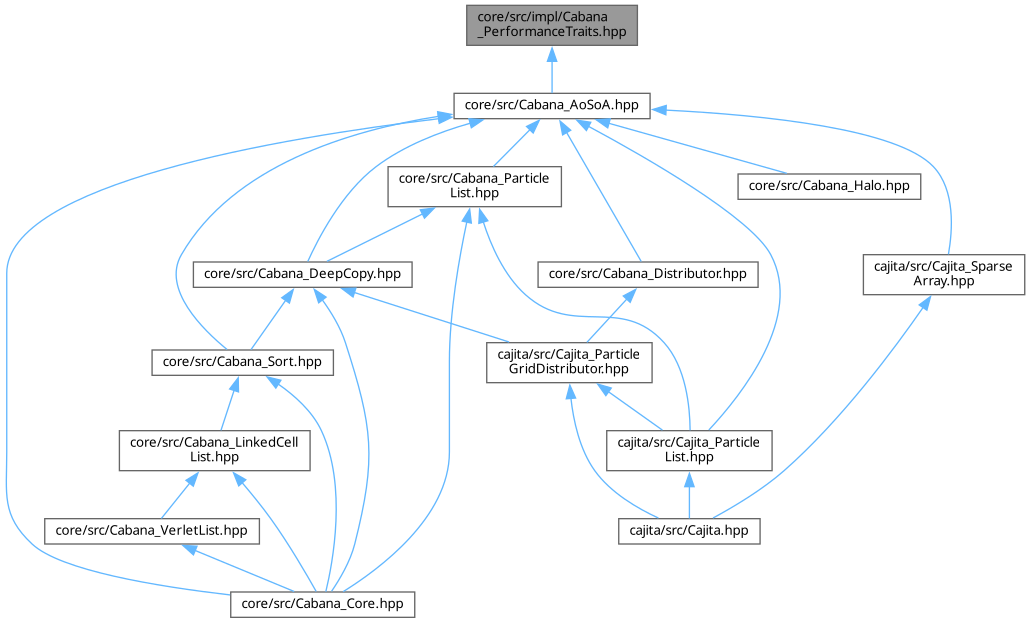 core/src/impl/Cabana
_PerformanceTraits.hpp
core/src/Cabana_AoSoA.hpp
core/src/Cabana_Particle
List.hpp
core/src/Cabana_Halo.hpp
core/src/Cabana_DeepCopy.hpp
core/src/Cabana_Distributor.hpp
cajita/src/Cajita_Sparse
Array.hpp
core/src/Cabana_Sort.hpp
cajita/src/Cajita_Particle
GridDistributor.hpp
core/src/Cabana_LinkedCell
List.hpp
cajita/src/Cajita_Particle
List.hpp
core/src/Cabana_VerletList.hpp
cajita/src/Cajita.hpp
core/src/Cabana_Core.hpp